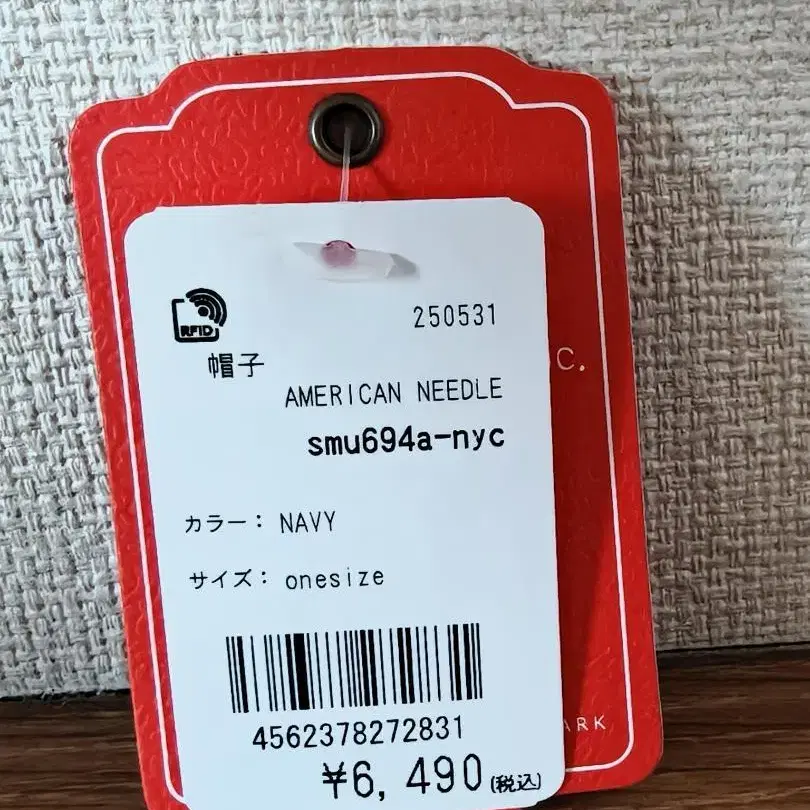 RFID
250531
帽子
C.
AMERICAN NEEDLE
smu694a-nyc
カラー： NAVY
サイズ： onesize
4562378272831
ARK
¥6,490(税込)